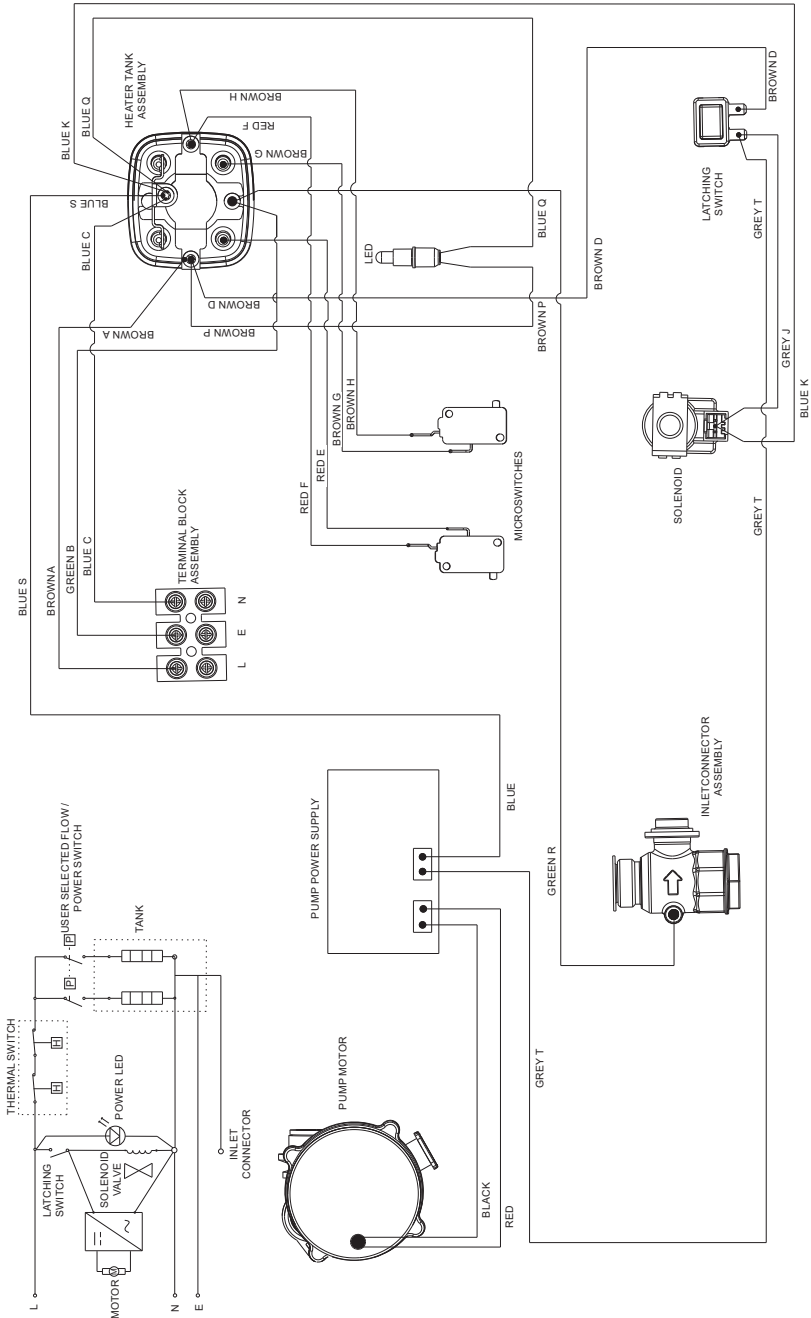 BLUE K
BLUE Q
BLUE S
BLUE C
HEATER TANK
ASSEMBLY
BROWN H
RED F
BROWN G
BROWN A
BROWN D
BROWN P
BLUE S
BROWN A
GREEN B
BLUE C
TERMINAL BLOCK
ASSEMBLY
L
E
N
RED F
RED E
BROWN G
BROWN H
MICROSWITCHES
LED
BLUE Q
BROWN P
BROWN D
BROWN D
LATCHING
SWITCH
GREY T
GREY J
BLUE K
SOLENOID
GREY T
INLET CONNECTOR
ASSEMBLY
GREEN R
BLUE
PUMP POWER SUPPLY
GREY T
PUMP MOTOR
BLACK
RED
USER SELECTED FLOW /
POWER SWITCH
P
P
TANK
THERMAL SWITCH
H
H
POWER LED
LATCHING
SWITCH
SOLENOID
VALVE
INLET
CONNECTOR
MOTOR
M
L
N
E